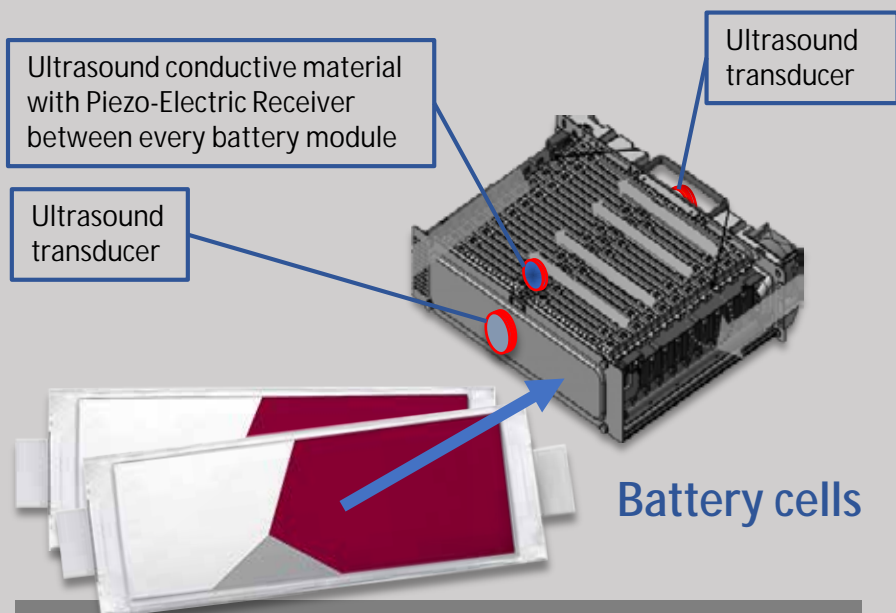 Ultrasound
transducer
Ultrasound conductive material
with Piezo-Electric Receiver
between every battery module
Ultrasound
transducer
Battery cells